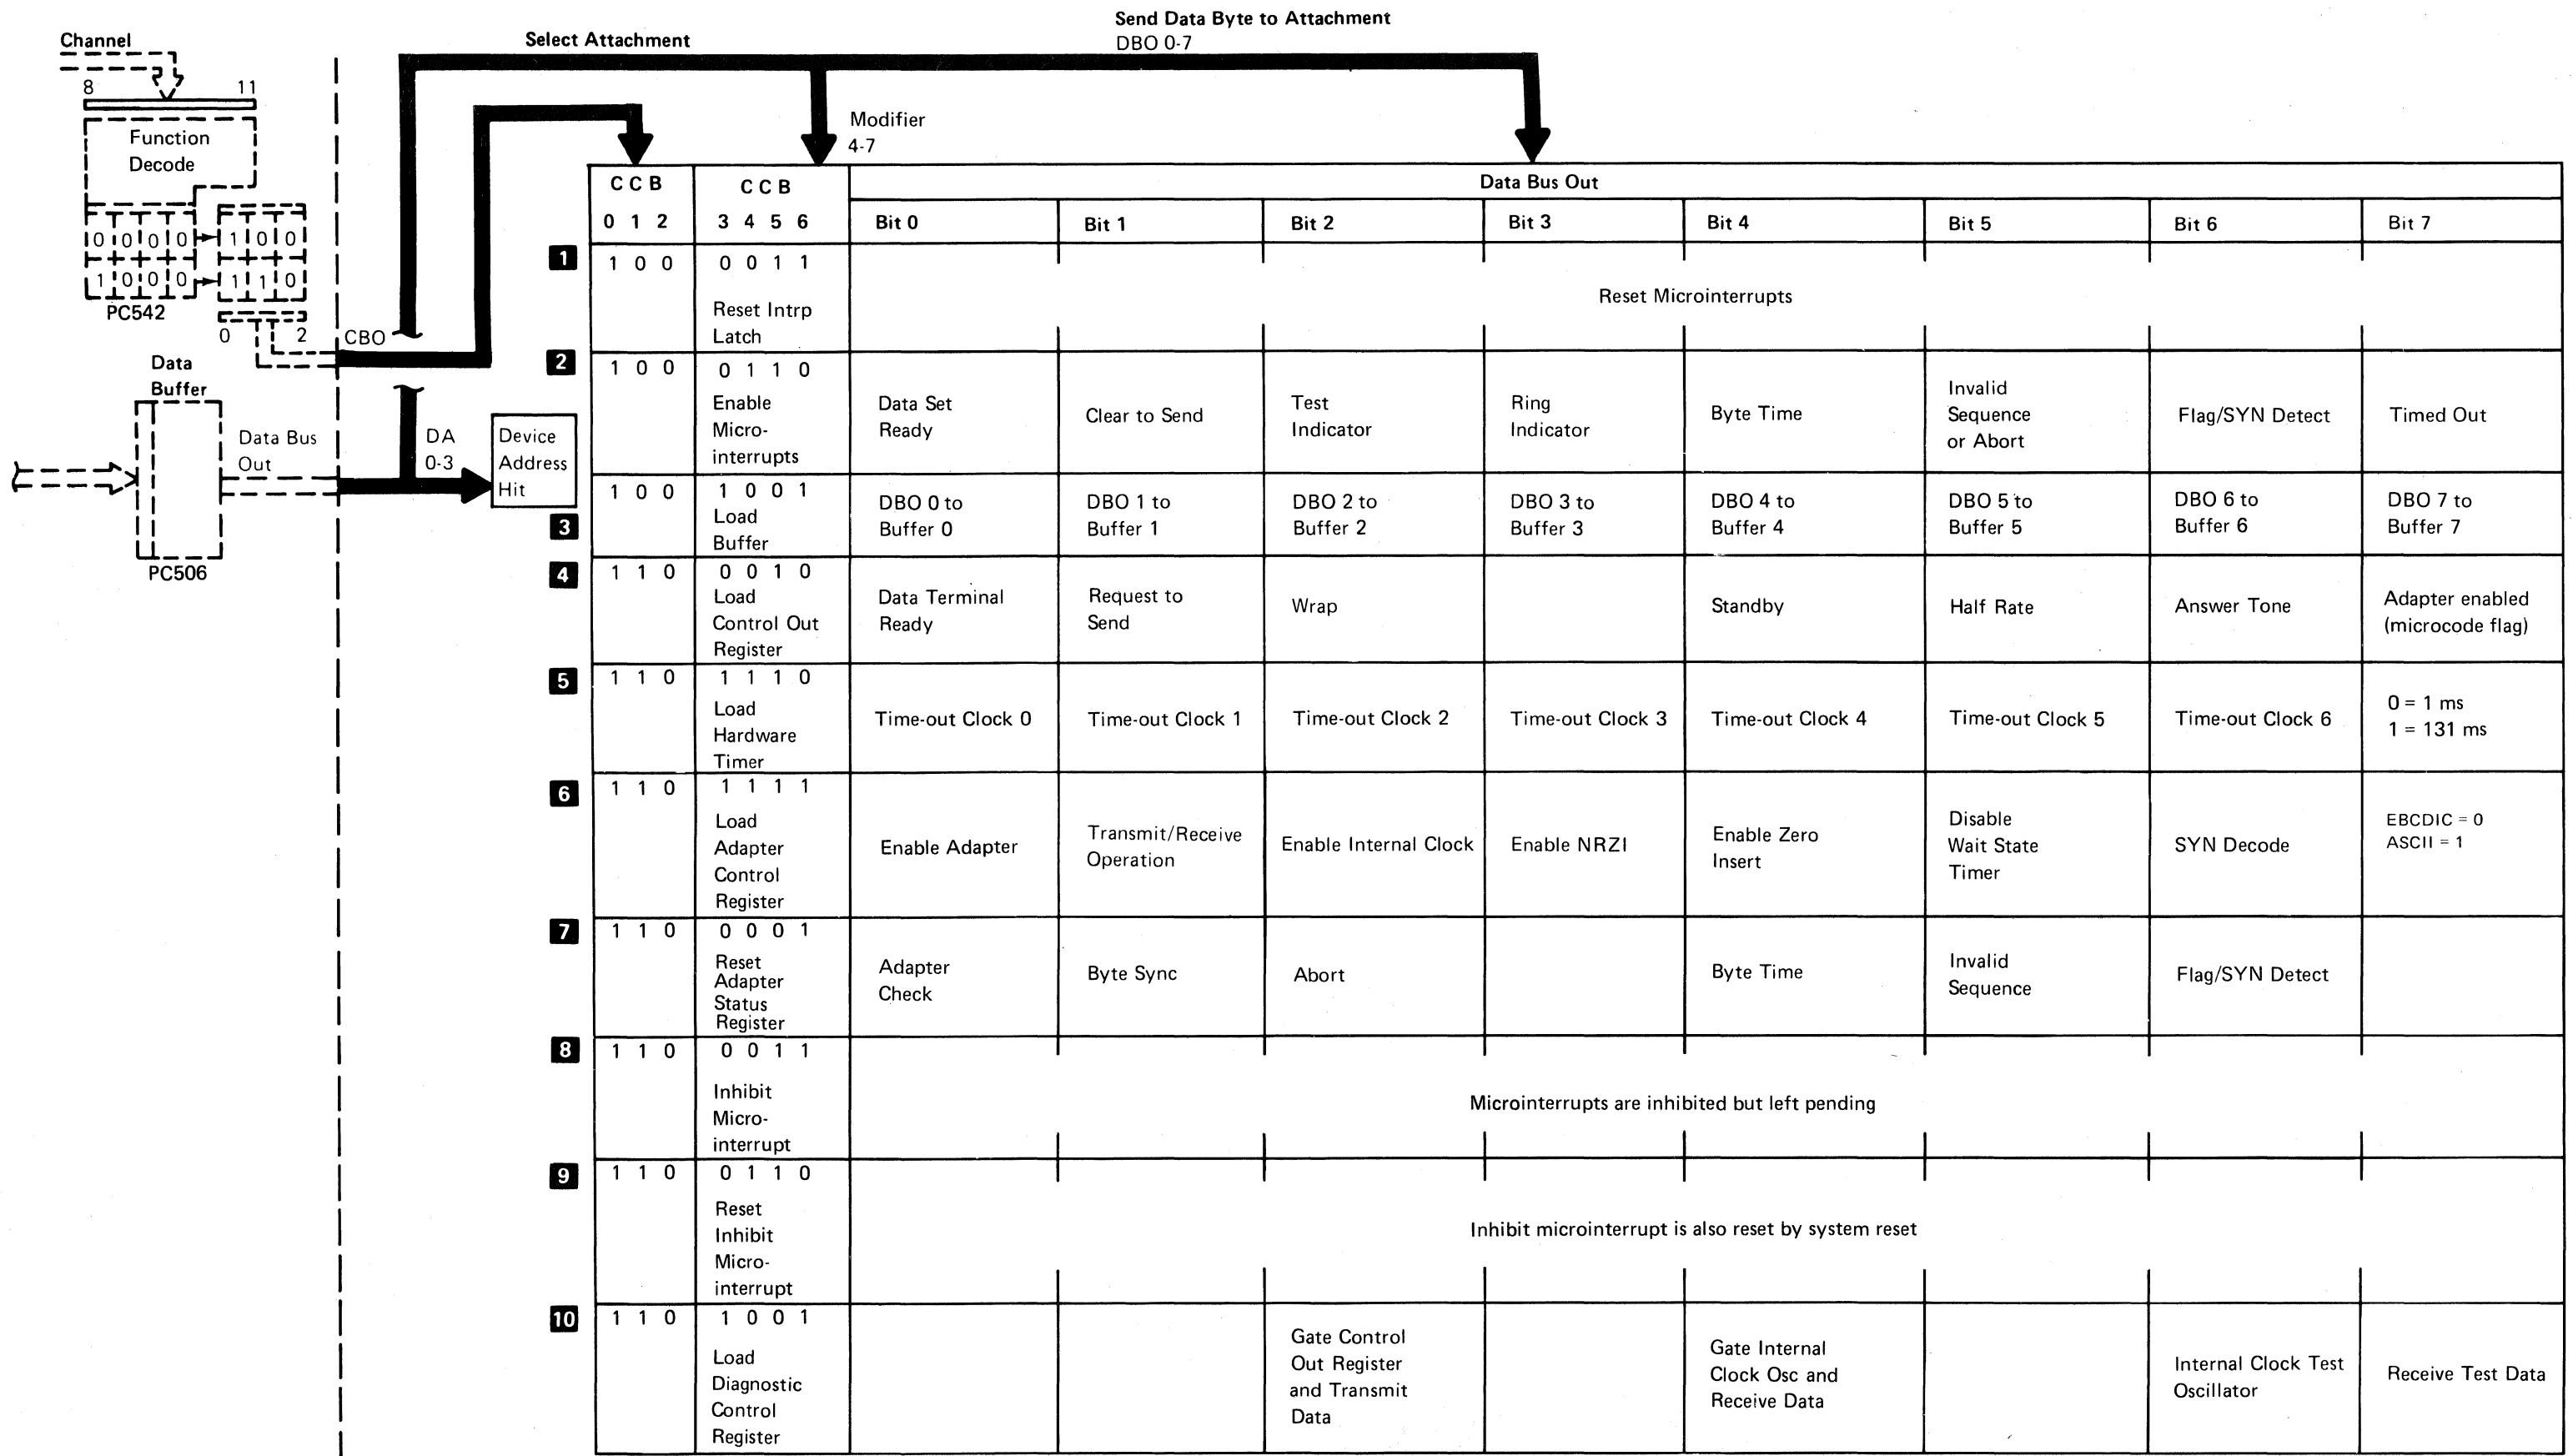 Send Data Byte to Attachment
DBO 0-7
Select Attachment
Channel
8 11
Function
Decode
0 0 0 0 1 0 0
1 0 0 0 1 1 0
PC542
0 2
CBO
Data
Buffer
Data Bus
Out
PC506
DA
0-3
Device
Address
Hit
Modifier
4-7
C C B C C B Data Bus Out
0 1 2 3 4 5 6 Bit 0 Bit 1 Bit 2 Bit 3 Bit 4 Bit 5 Bit 6 Bit 7
1
1 0 0 0 0 1 1
Reset Intrp
Latch
Reset Microinterrupts
2
1 0 0 0 1 1 0
Enable
Micro-
interrupts
Data Set
Ready
Clear to Send
Test
Indicator
Ring
Indicator
Byte Time
Invalid
Sequence
or Abort
Flag/SYN Detect
Timed Out
3
1 0 0 1 0 0 1
Load
Buffer
DBO 0 to
Buffer 0
DBO 1 to
Buffer 1
DBO 2 to
Buffer 2
DBO 3 to
Buffer 3
DBO 4 to
Buffer 4
DBO 5 to
Buffer 5
DBO 6 to
Buffer 6
DBO 7 to
Buffer 7
4
1 1 0 0 0 1 0
Load
Control Out
Register
Data Terminal
Ready
Request to
Send
Wrap
Standby
Half Rate
Answer Tone
Adapter enabled
(microcode flag)
5
1 1 0 1 1 1 0
Load
Hardware
Timer
Time-out Clock 0
Time-out Clock 1
Time-out Clock 2
Time-out Clock 3
Time-out Clock 4
Time-out Clock 5
Time-out Clock 6
0 = 1 ms
1 = 131 ms
6
1 1 0 1 1 1 1
Load
Adapter
Control
Register
Enable Adapter
Transmit/Receive
Operation
Enable Internal Clock
Enable NRZI
Enable Zero
Insert
Disable
Wait State
Timer
SYN Decode
EBCDIC = 0
ASCII = 1
7
1 1 0 0 0 0 1
Reset
Adapter
Status
Register
Adapter
Check
Byte Sync
Abort
Byte Time
Invalid
Sequence
Flag/SYN Detect
8
1 1 0 0 0 1 1
Inhibit
Micro-
interrupt
Microinterrupts are inhibited but left pending
9
1 1 0 0 1 1 0
Reset
Inhibit
Micro-
interrupt
Inhibit microinterrupt is also reset by system reset
10
1 1 0 1 0 0 1
Load
Diagnostic
Control
Register
Gate Control
Out Register
and Transmit
Data
Gate Internal
Clock Osc and
Receive Data
Internal Clock Test
Oscillator
Receive Test Data